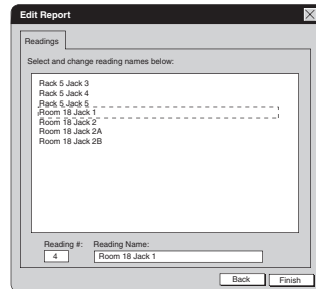 Edit Report
Readings
Select and change reading names below:
Rack 5 Jack 3
Rack 5 Jack 4
Rack 5 Jack 5
Room 18 Jack 1
Room 18 Jack 2
Room 18 Jack 2A
Room 18 Jack 2B
Reading #: Reading Name:
4 Room 18 Jack 1
Back Finish